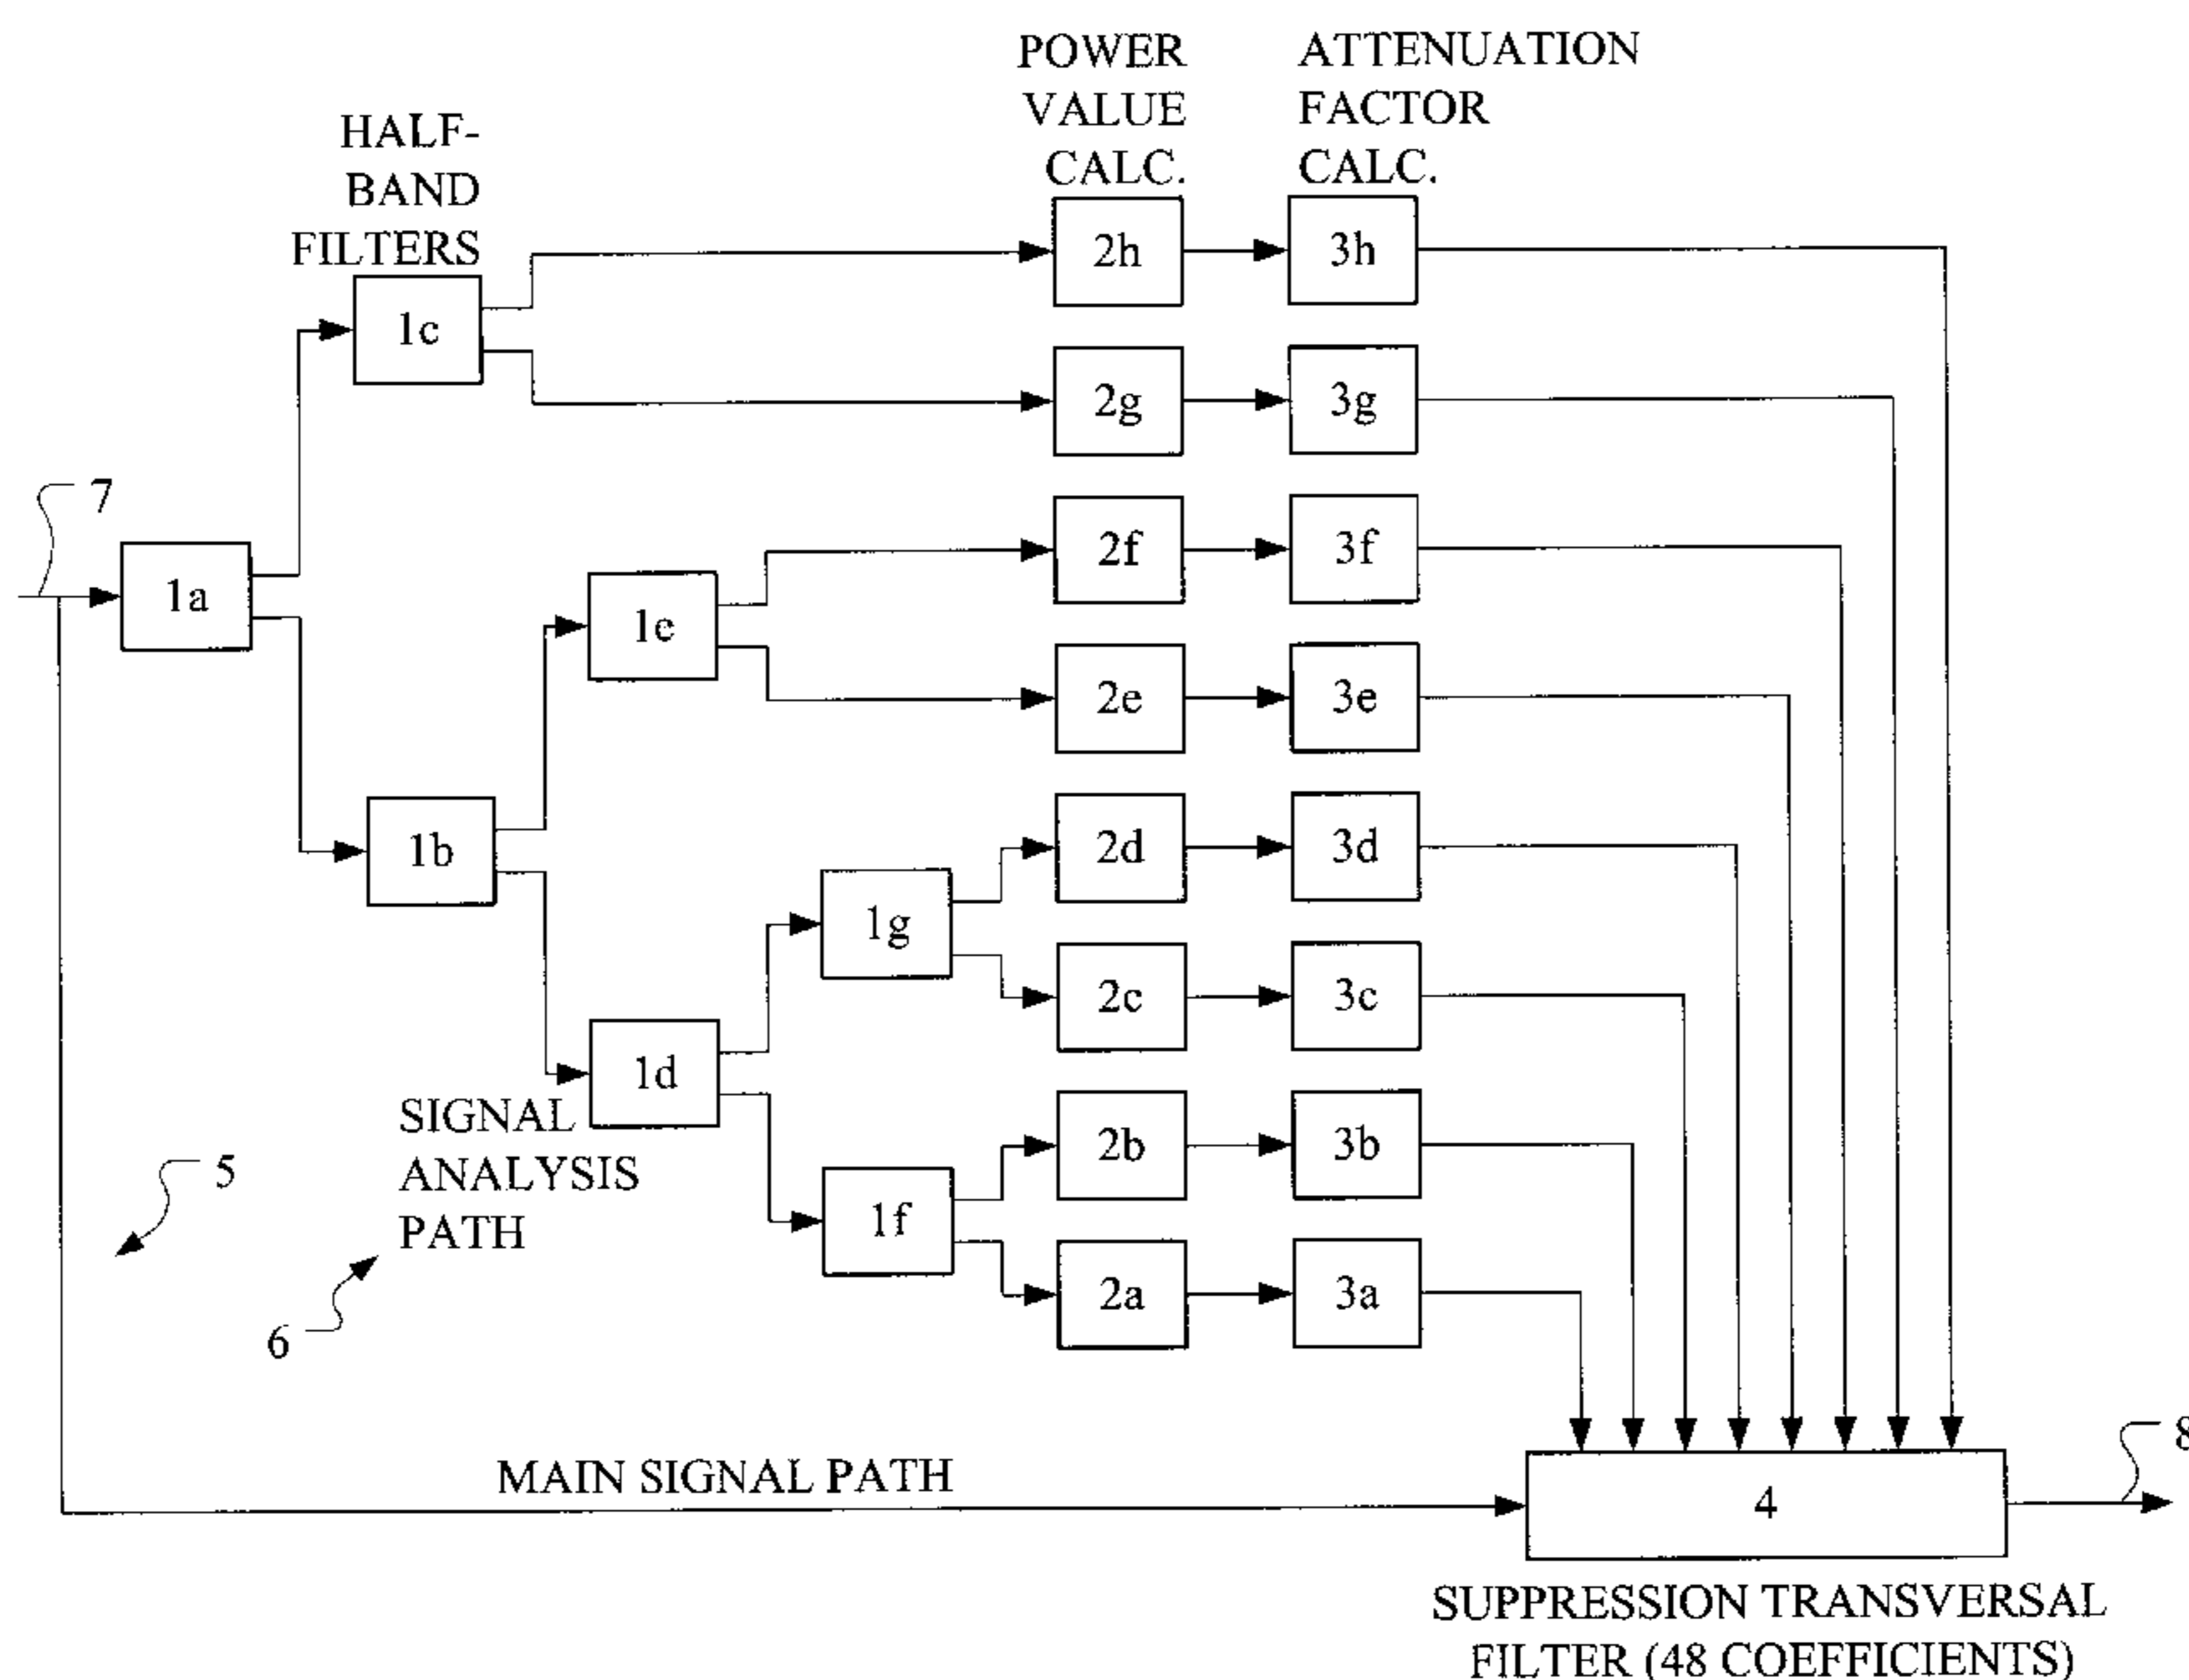 POWER
VALUE
CALC.
ATTENUATION
FACTOR
CALC.
HALF-
BAND
FILTERS
2h
3h
1c
2g
3g
7
2f
3f
1a
1e
2e
3e
1b
2d
3d
1g
2c
3c
1d
SIGNAL
ANALYSIS
PATH
2b
3b
5
1f
2a
3a
6
8
MAIN SIGNAL PATH
4
SUPPRESSION TRANSVERSAL
FILTER (48 COEFFICIENTS)